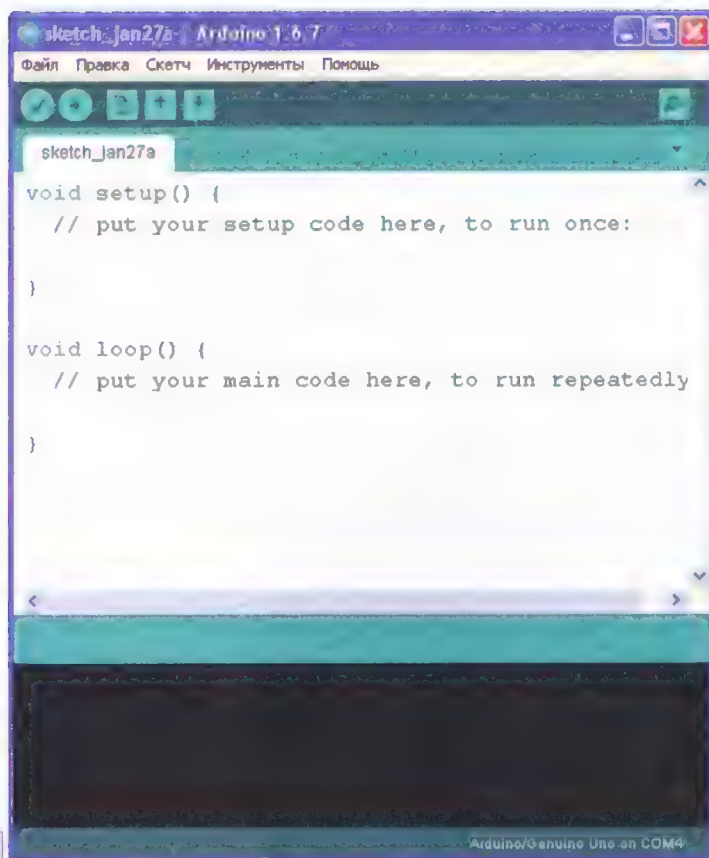 sketch_jan27a | Arduino 1.6.7
Файл Правка Скетч Инструменты Помощь
sketch_jan27a
void setup() {
  // put your setup code here, to run once:
}
void loop() {
  // put your main code here, to run repeatedly
}
Arduino/Genuino Uno on COM4